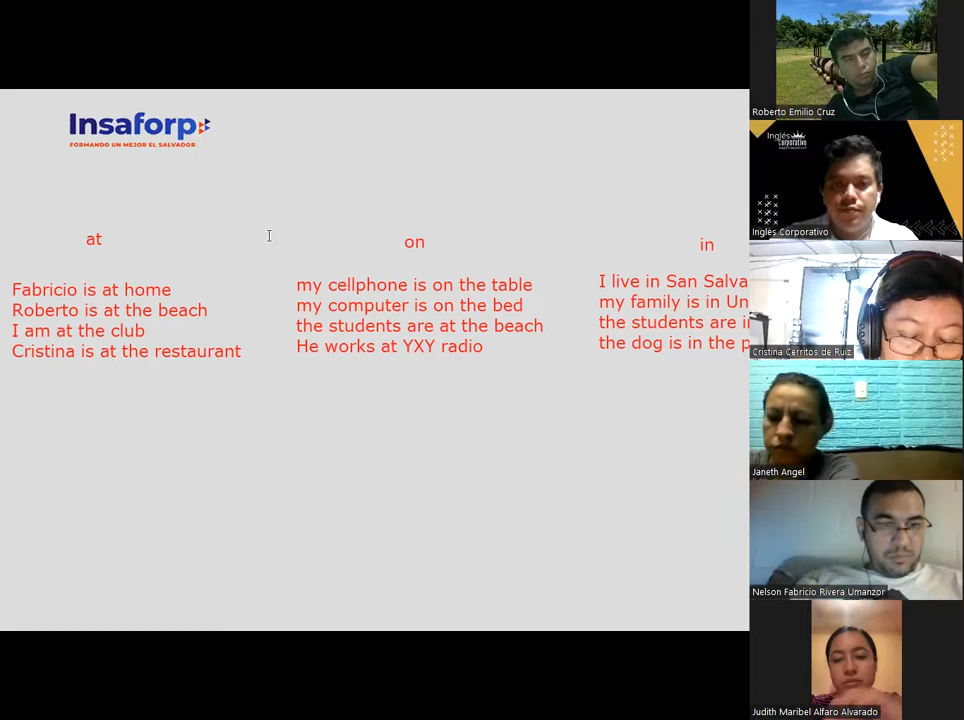 Insaforp
FORMANDO UN MEJOR EL SALVADOR
at
Fabricio is at home
Roberto is at the beach
I am at the club
Cristina is at the restaurant
on
my cellphone is on the table
my computer is on the bed
the students are at the beach
He works at YXY radio
in
I live in San Salva
my family is in Un
the students are in
the dog is in the p
Roberto Emilio Cruz
Inglés
Corporativo
Inglés Corporativo
Cristina Cerritos de Ruiz
Janeth Angel
Nelson Fabricio Rivera Umanzor
Judith Maribel Alfaro Alvarado